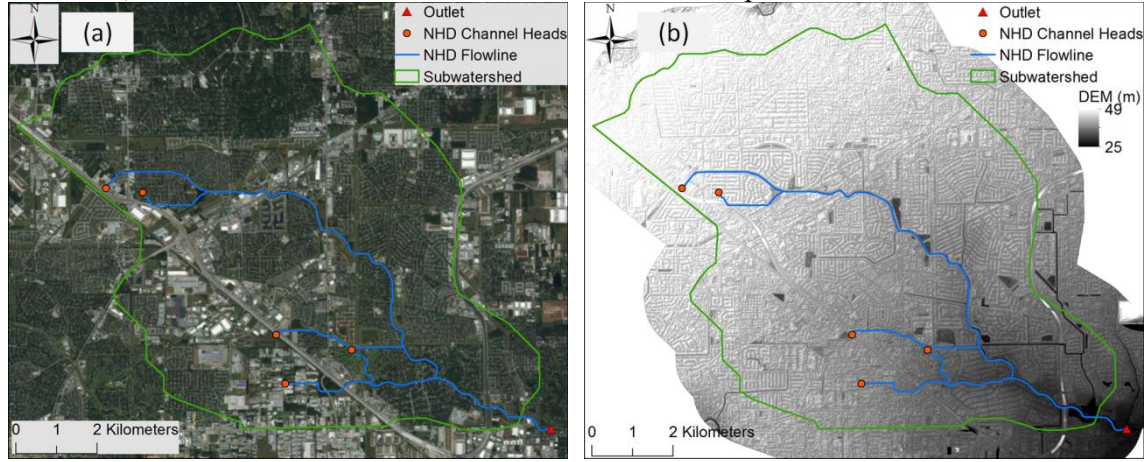 N
(a)
Outlet
NHD Channel Heads
NHD Flowline
Subwatershed
0 1 2 Kilometers
N
(b)
Outlet
NHD Channel Heads
NHD Flowline
Subwatershed
DEM (m)
49
25
0 1 2 Kilometers